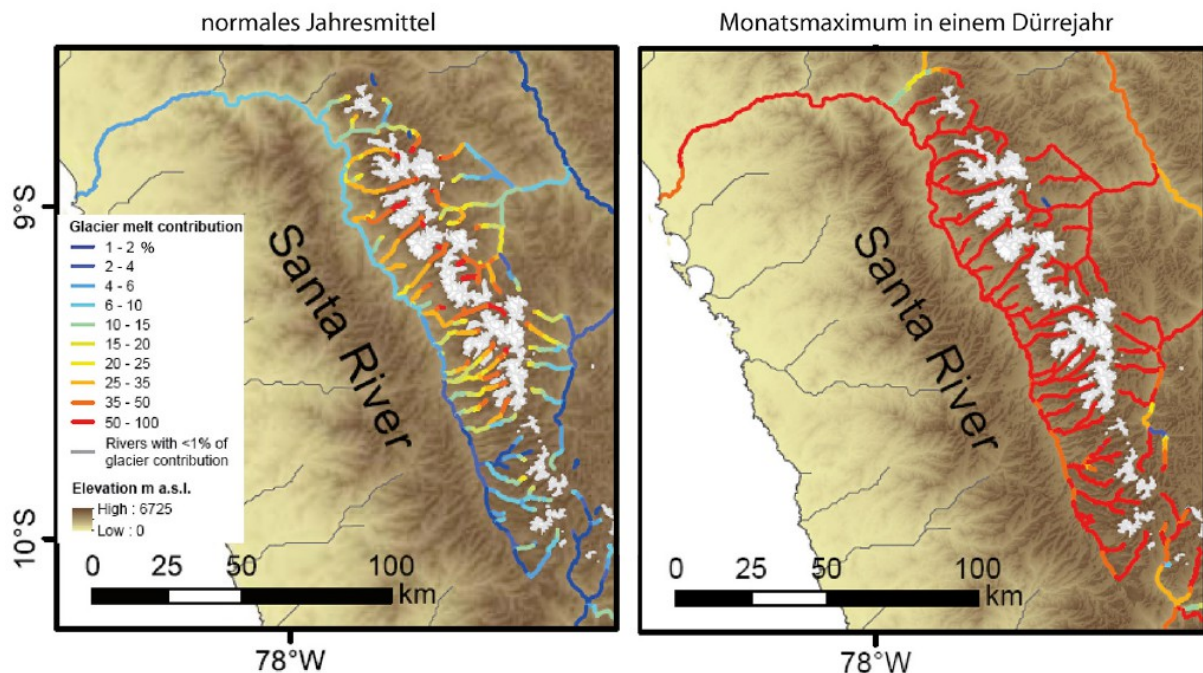 normales Jahresmittel
Monatsmaximum in einem Dürrejahr
9°S
10°S
Glacier melt contribution
1 - 2 %
2 - 4
4 - 6
6 - 10
10 - 15
15 - 20
20 - 25
25 - 35
35 - 50
50 - 100
Rivers with <1% of
glacier contribution
Elevation m a.s.l.
High : 6725
Low : 0
Santa River
0 25 50 100
km
78°W
Santa River
0 25 50 100
km
78°W